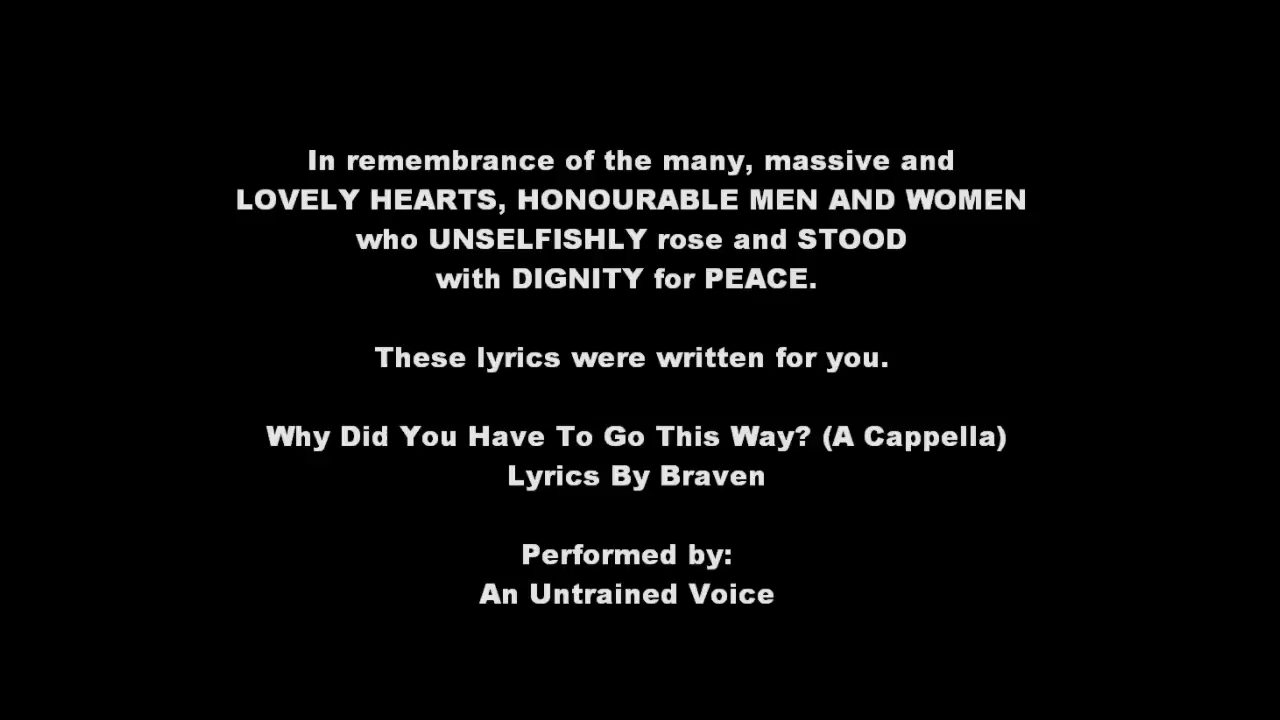 In remembrance of the many, massive and
LOVELY HEARTS, HONOURABLE MEN AND WOMEN
who UNSELFISHLY rose and STOOD
with DIGNITY for PEACE.
These lyrics were written for you.
Why Did You Have To Go This Way? (A Cappella)
Lyrics By Braven
Performed by:
An Untrained Voice